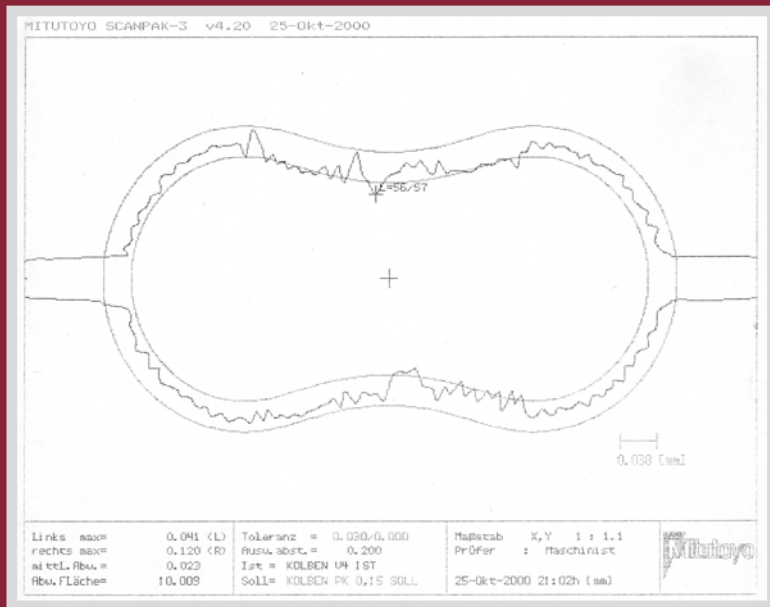 MITUTOYO SCANPAK-3 v4.20 25-Okt-2000
L=56/57
0.030 [mm]
Links max= 0.041 (L)
rechts max= 0.120 (R)
mittl.Abw.= 0.023
Abw.Fläche= 10.009
Toleranz = 0.030/0.000
Ausw.abst.= 0.200
Ist = KOLBEN V4 IST
Soll= KOLBEN PK 0,15 SOLL
Maßstab X,Y 1 : 1.1
Prüfer : Maschinist
25-Okt-2000 21:02h (mm)
Mitutoyo